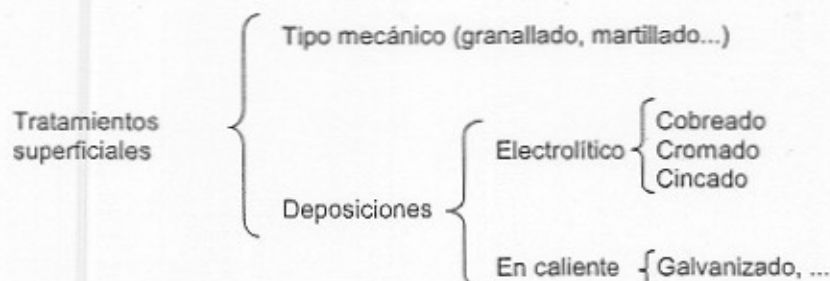 Tipo mecánico (granallado, martillado...)
Tratamientos
superficiales
Deposiciones
Electrolítico
Cobreado
Cromado
Cincado
En caliente
Galvanizado, ...